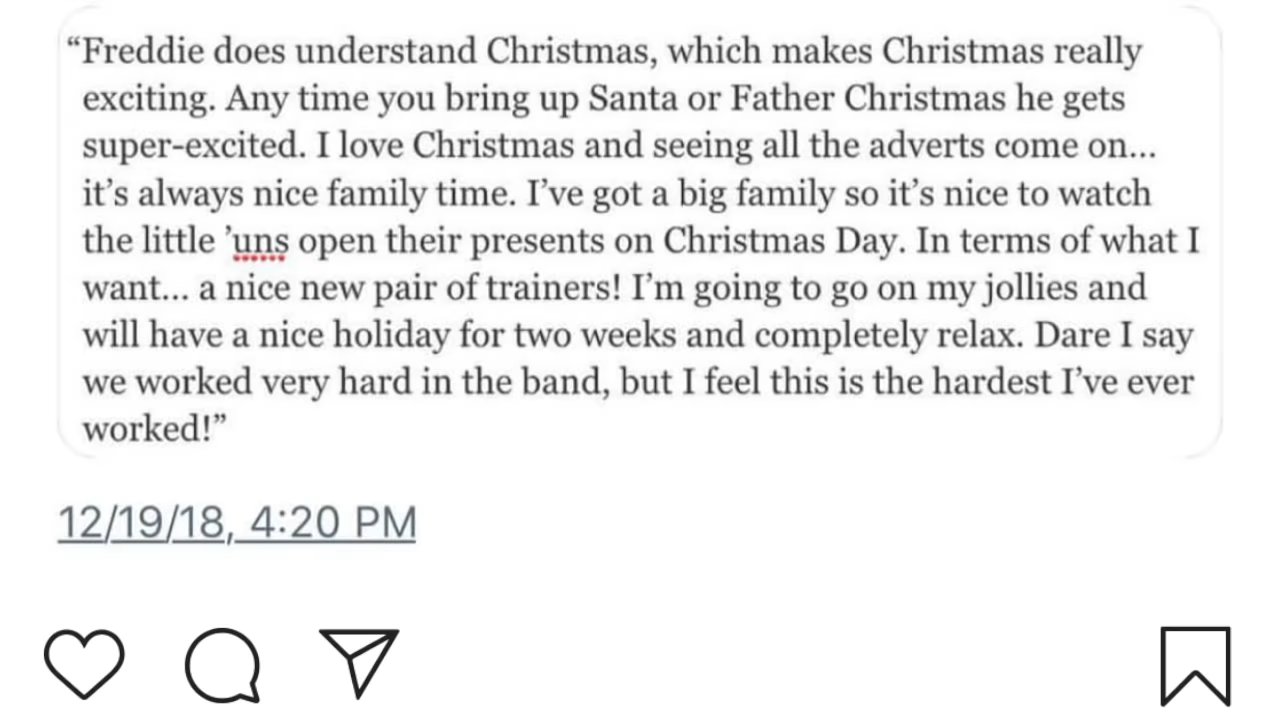 “Freddie does understand Christmas, which makes Christmas really
exciting. Any time you bring up Santa or Father Christmas he gets
super-excited. I love Christmas and seeing all the adverts come on...
it’s always nice family time. I’ve got a big family so it’s nice to watch
the little ’uns open their presents on Christmas Day. In terms of what I
want... a nice new pair of trainers! I’m going to go on my jollies and
will have a nice holiday for two weeks and completely relax. Dare I say
we worked very hard in the band, but I feel this is the hardest I’ve ever
worked!”
12/19/18, 4:20 PM